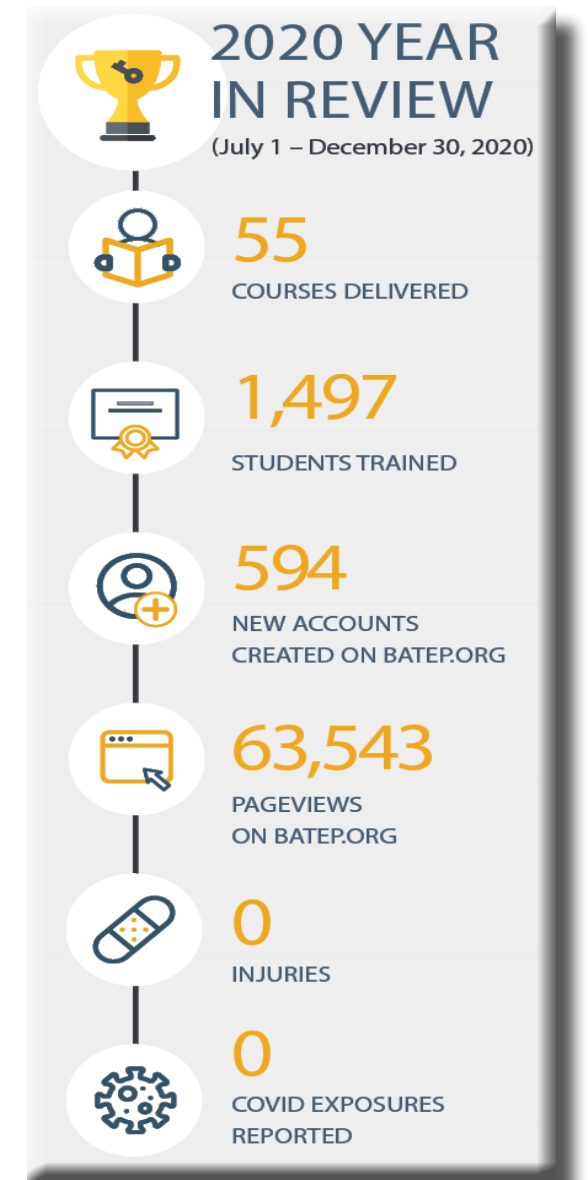 2020 YEAR
IN REVIEW
(July 1 – December 30, 2020)
55
COURSES DELIVERED
1,497
STUDENTS TRAINED
594
NEW ACCOUNTS
CREATED ON BATEP.ORG
63,543
PAGEVIEWS
ON BATEP.ORG
0
INJURIES
0
COVID EXPOSURES
REPORTED